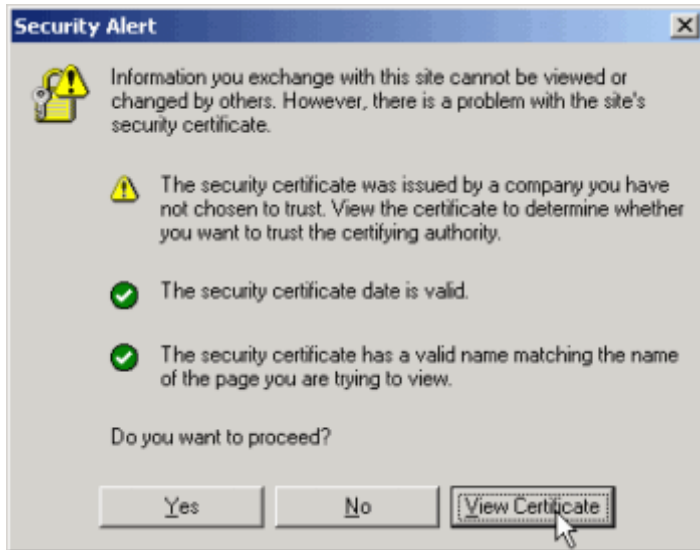 Security Alert
Information you exchange with this site cannot be viewed or
changed by others. However, there is a problem with the site's
security certificate.
The security certificate was issued by a company you have
not chosen to trust. View the certificate to determine whether
you want to trust the certifying authority.
The security certificate date is valid.
The security certificate has a valid name matching the name
of the page you are trying to view.
Do you want to proceed?
Yes No View Certificate